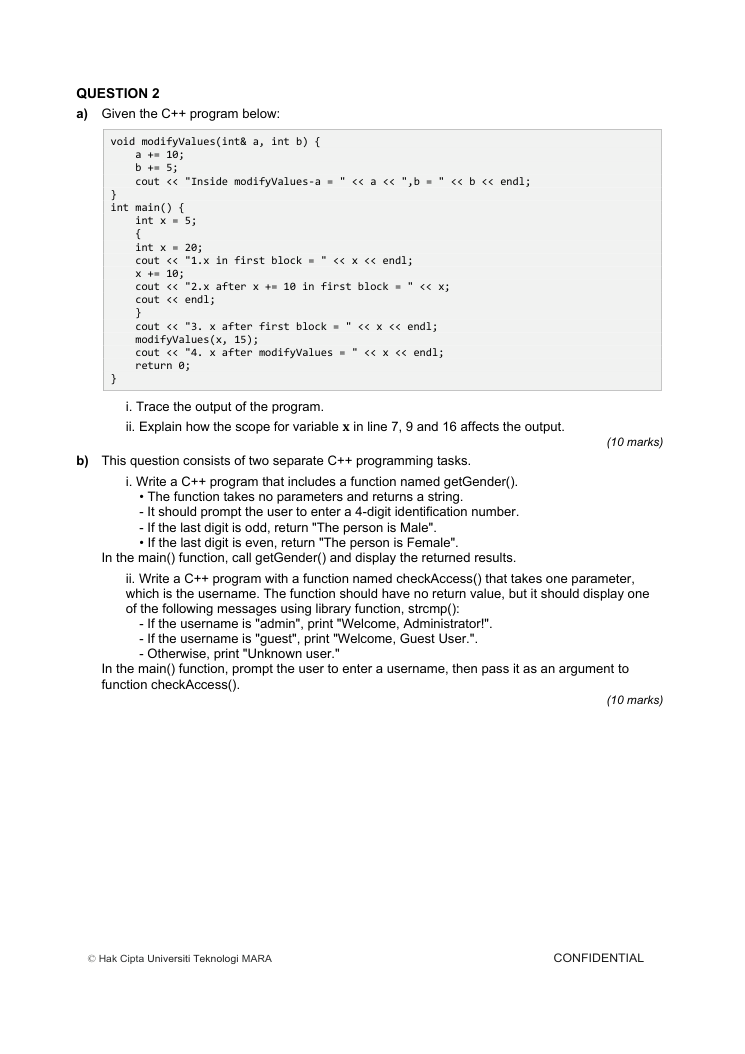 QUESTION 2
a) Given the C++ program below:
void modifyValues(int& a, int b) {
    a += 10;
    b += 5;
    cout << "Inside modifyValues-a = " << a << ",b = " << b << endl;
}
int main() {
    int x = 5;
    {
    int x = 20;
    cout << "1.x in first block = " << x << endl;
    x += 10;
    cout << "2.x after x += 10 in first block = " << x;
    cout << endl;
    }
    cout << "3. x after first block = " << x << endl;
    modifyValues(x, 15);
    cout << "4. x after modifyValues = " << x << endl;
    return 0;
}
i. Trace the output of the program.
ii. Explain how the scope for variable x in line 7, 9 and 16 affects the output.
(10 marks)
b) This question consists of two separate C++ programming tasks.
i. Write a C++ program that includes a function named getGender().
• The function takes no parameters and returns a string.
- It should prompt the user to enter a 4-digit identification number.
- If the last digit is odd, return "The person is Male".
• If the last digit is even, return "The person is Female".
In the main() function, call getGender() and display the returned results.
ii. Write a C++ program with a function named checkAccess() that takes one parameter,
which is the username. The function should have no return value, but it should display one
of the following messages using library function, strcmp():
- If the username is "admin", print "Welcome, Administrator!".
- If the username is "guest", print "Welcome, Guest User.".
- Otherwise, print "Unknown user."
In the main() function, prompt the user to enter a username, then pass it as an argument to
function checkAccess().
(10 marks)
© Hak Cipta Universiti Teknologi MARA
CONFIDENTIAL